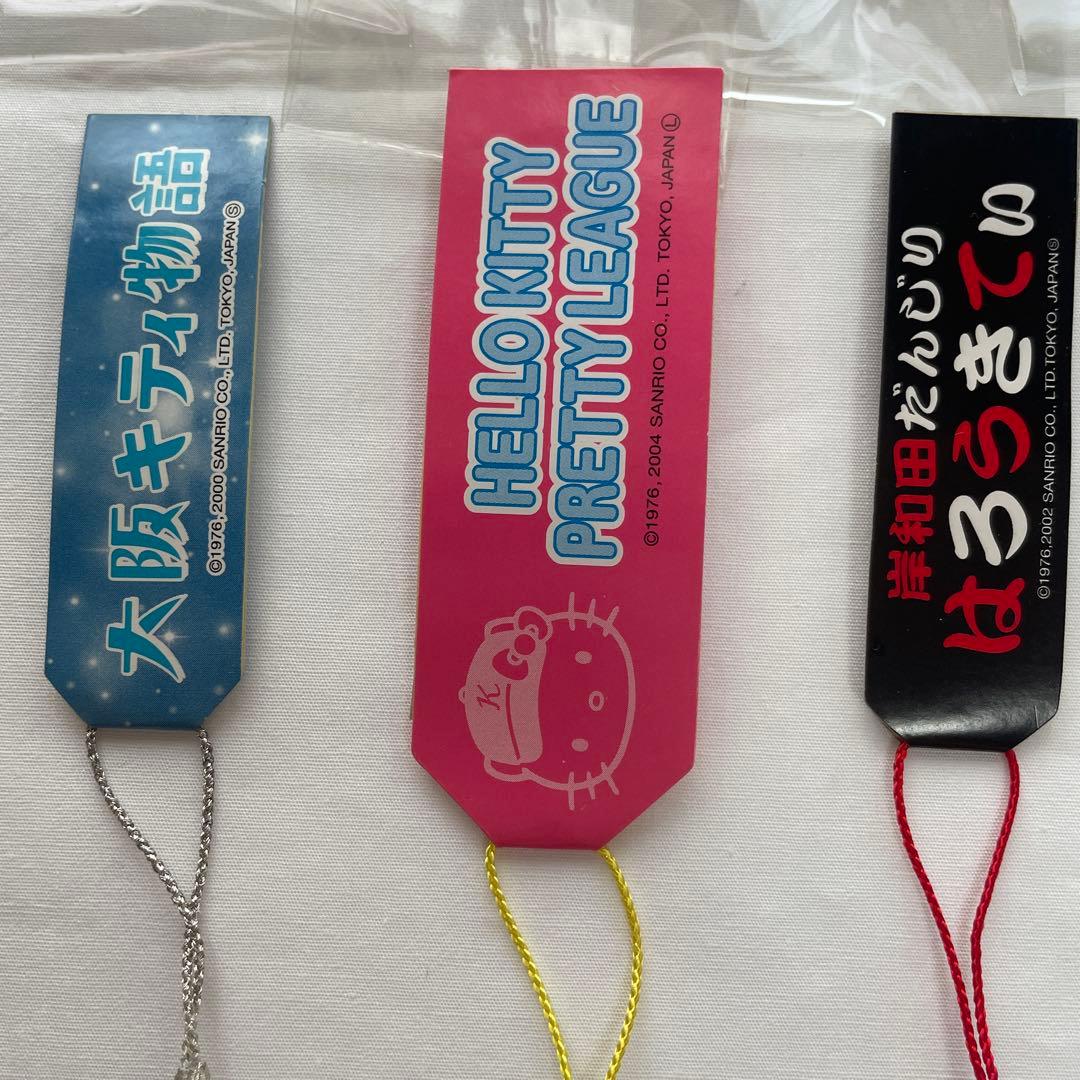 大阪キティ物語
©1976, 2000 SANRIO CO., LTD. TOKYO, JAPAN Ⓢ
HELLO KITTY
PRETTY LEAGUE
©1976, 2004 SANRIO CO., LTD. TOKYO, JAPAN Ⓛ
K
岸和田だんじり
はろうきてぃ
©1976,2002 SANRIO CO., LTD.TOKYO, JAPAN Ⓢ